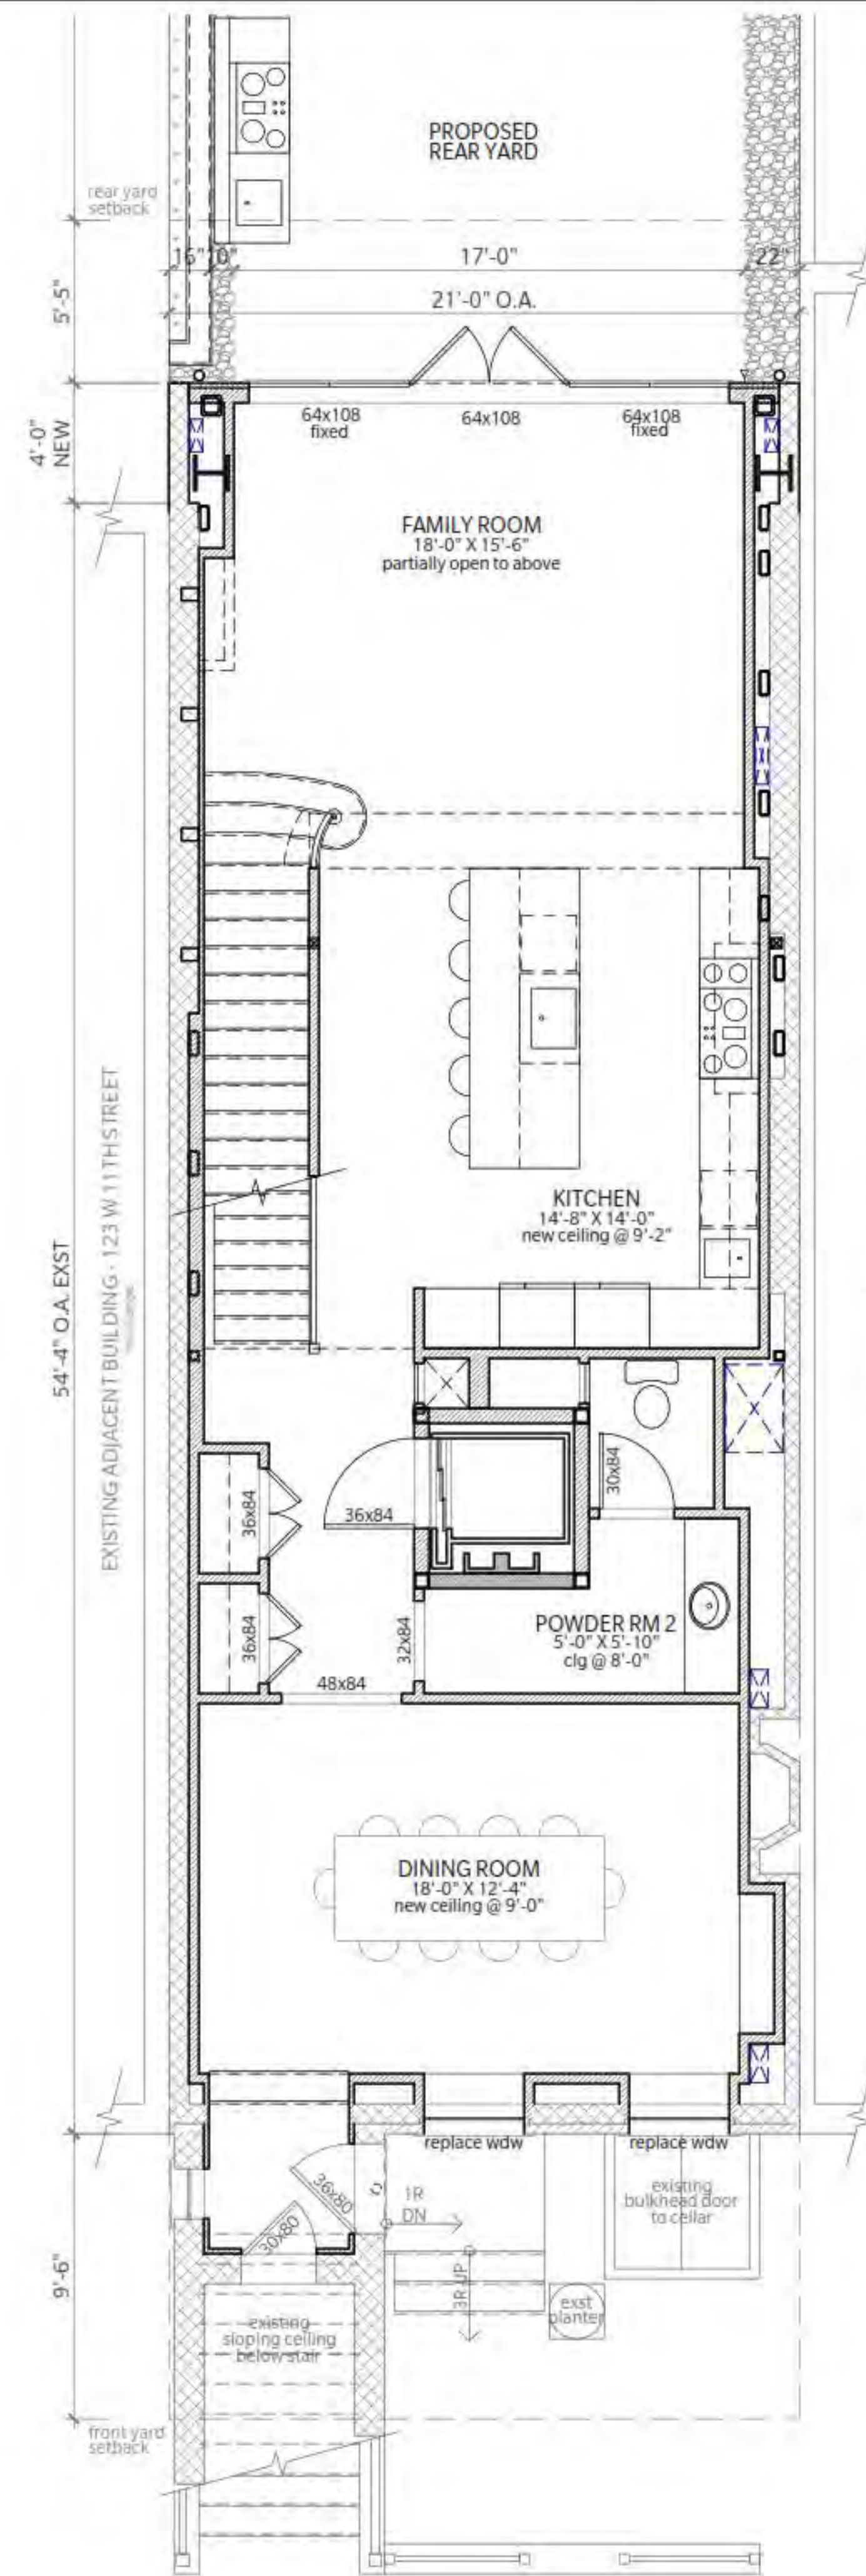 PROPOSED
REAR YARD
rear yard
setback
16"
10"
17'-0"
22"
21'-0" O.A.
5'-5"
4'-0"
NEW
64x108
fixed
64x108
64x108
fixed
FAMILY ROOM
18'-0" X 15'-6"
partially open to above
54'-4" O.A. EXST
EXISTING ADJACENT BUILDING - 123 W 11TH STREET
KITCHEN
14'-8" X 14'-0"
new ceiling @ 9'-2"
30x84
36x84
36x84
36x84
32x84
POWDER RM 2
5'-0" X 5'-10"
clg @ 8'-0"
48x84
DINING ROOM
18'-0" X 12'-4"
new ceiling @ 9'-0"
replace wdw
replace wdw
36x80
30x80
1R
DN
existing
bulkhead door
to cellar
3R UP
exst
planter
9'-6"
existing
sloping ceiling
below stair
front yard
setback